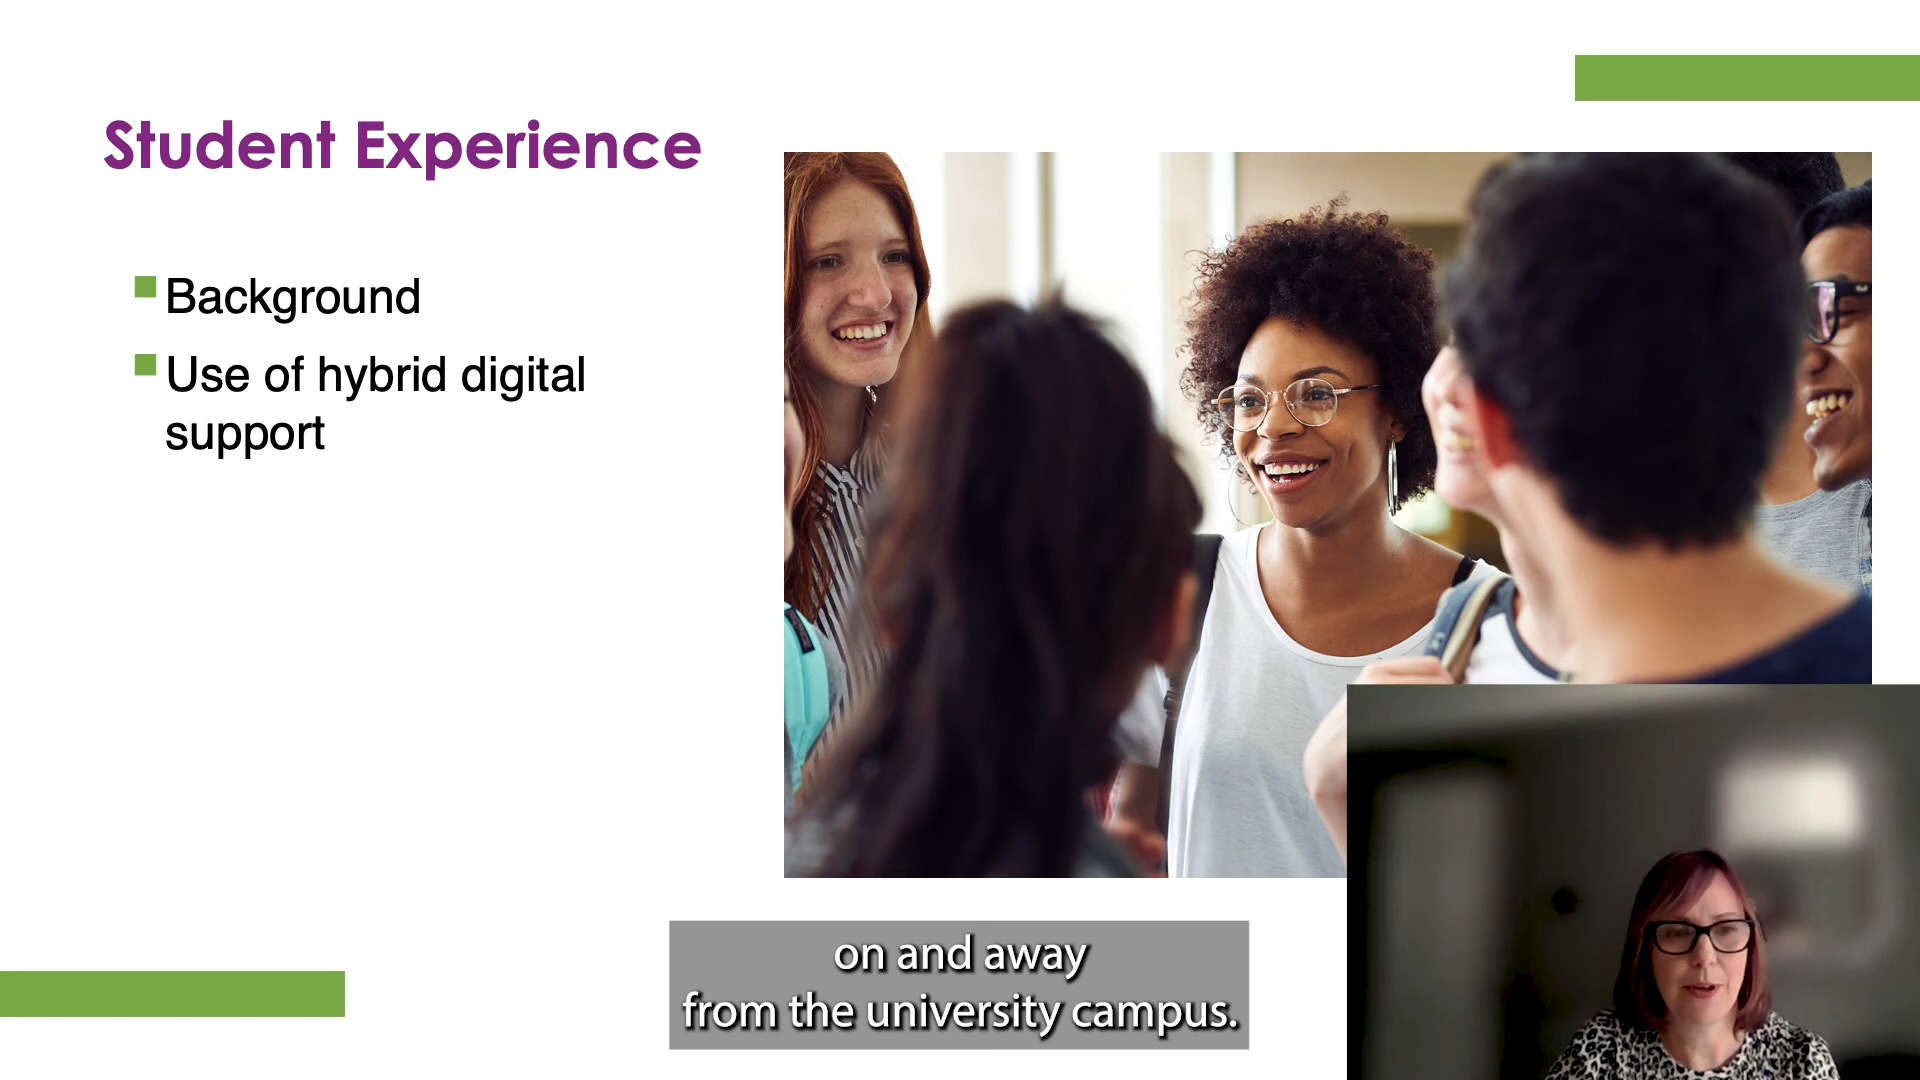 Student Experience
Background
Use of hybrid digital
support
on and away
from the university campus.